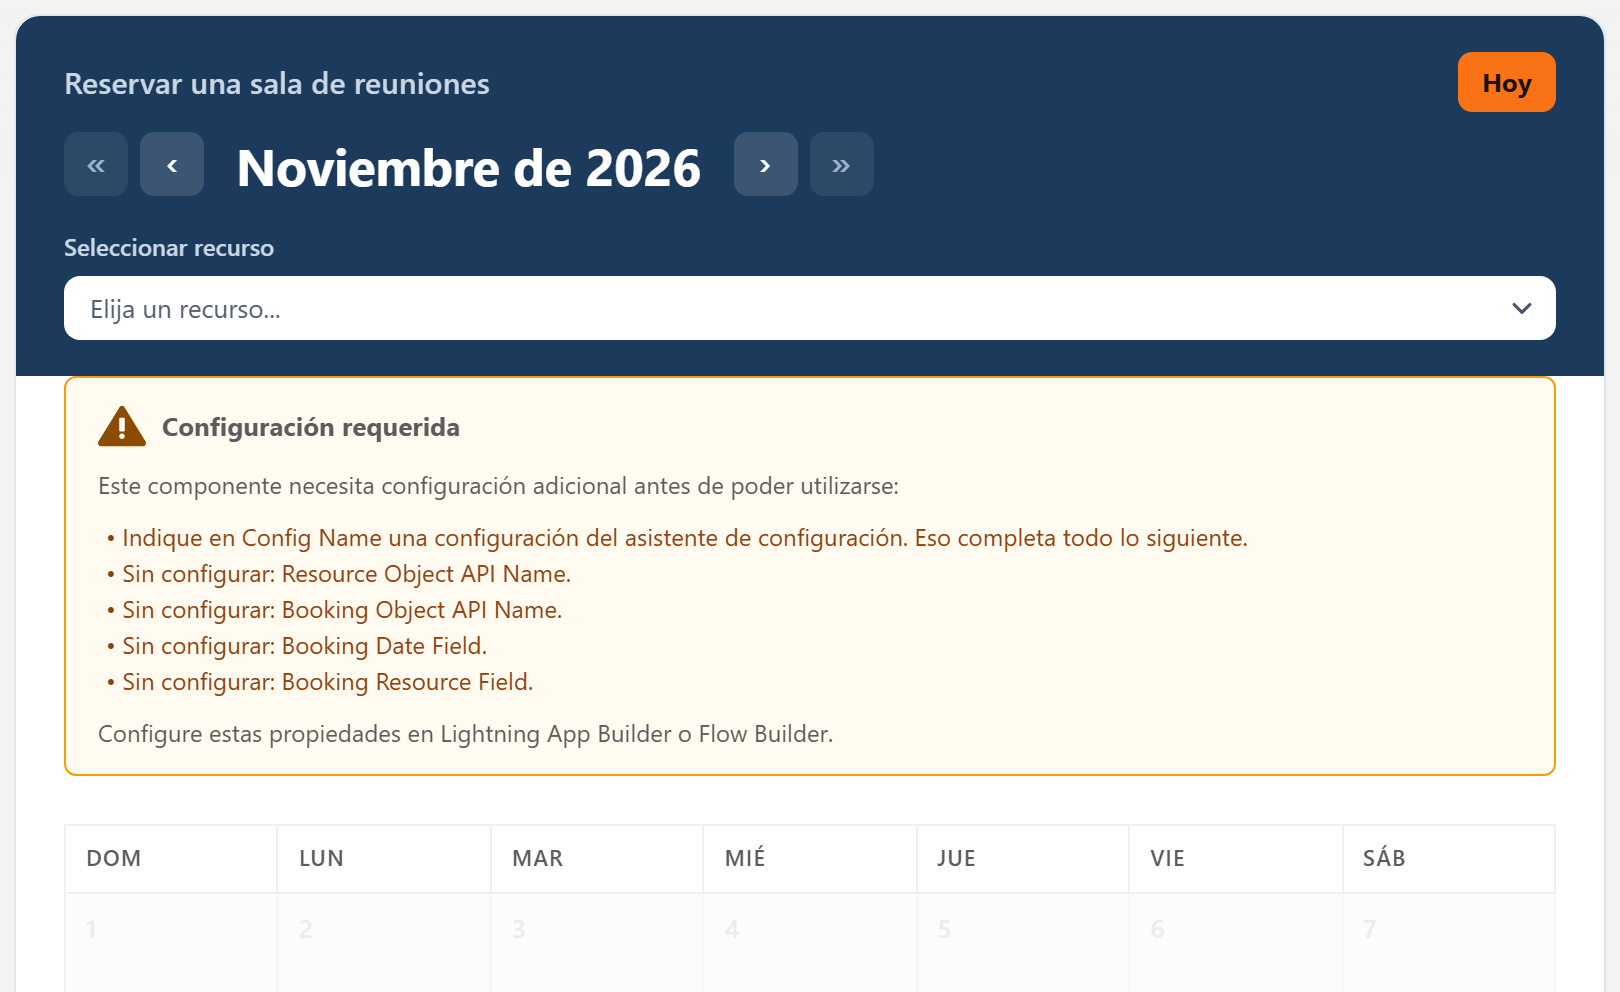 Reservar una sala de reuniones
Hoy
« ‹ Noviembre de 2026 › »
Seleccionar recurso
Elija un recurso...
Configuración requerida
Este componente necesita configuración adicional antes de poder utilizarse:
• Indique en Config Name una configuración del asistente de configuración. Eso completa todo lo siguiente.
• Sin configurar: Resource Object API Name.
• Sin configurar: Booking Object API Name.
• Sin configurar: Booking Date Field.
• Sin configurar: Booking Resource Field.
Configure estas propiedades en Lightning App Builder o Flow Builder.
DOM LUN MAR MIÉ JUE VIE SÁB
1 2 3 4 5 6 7